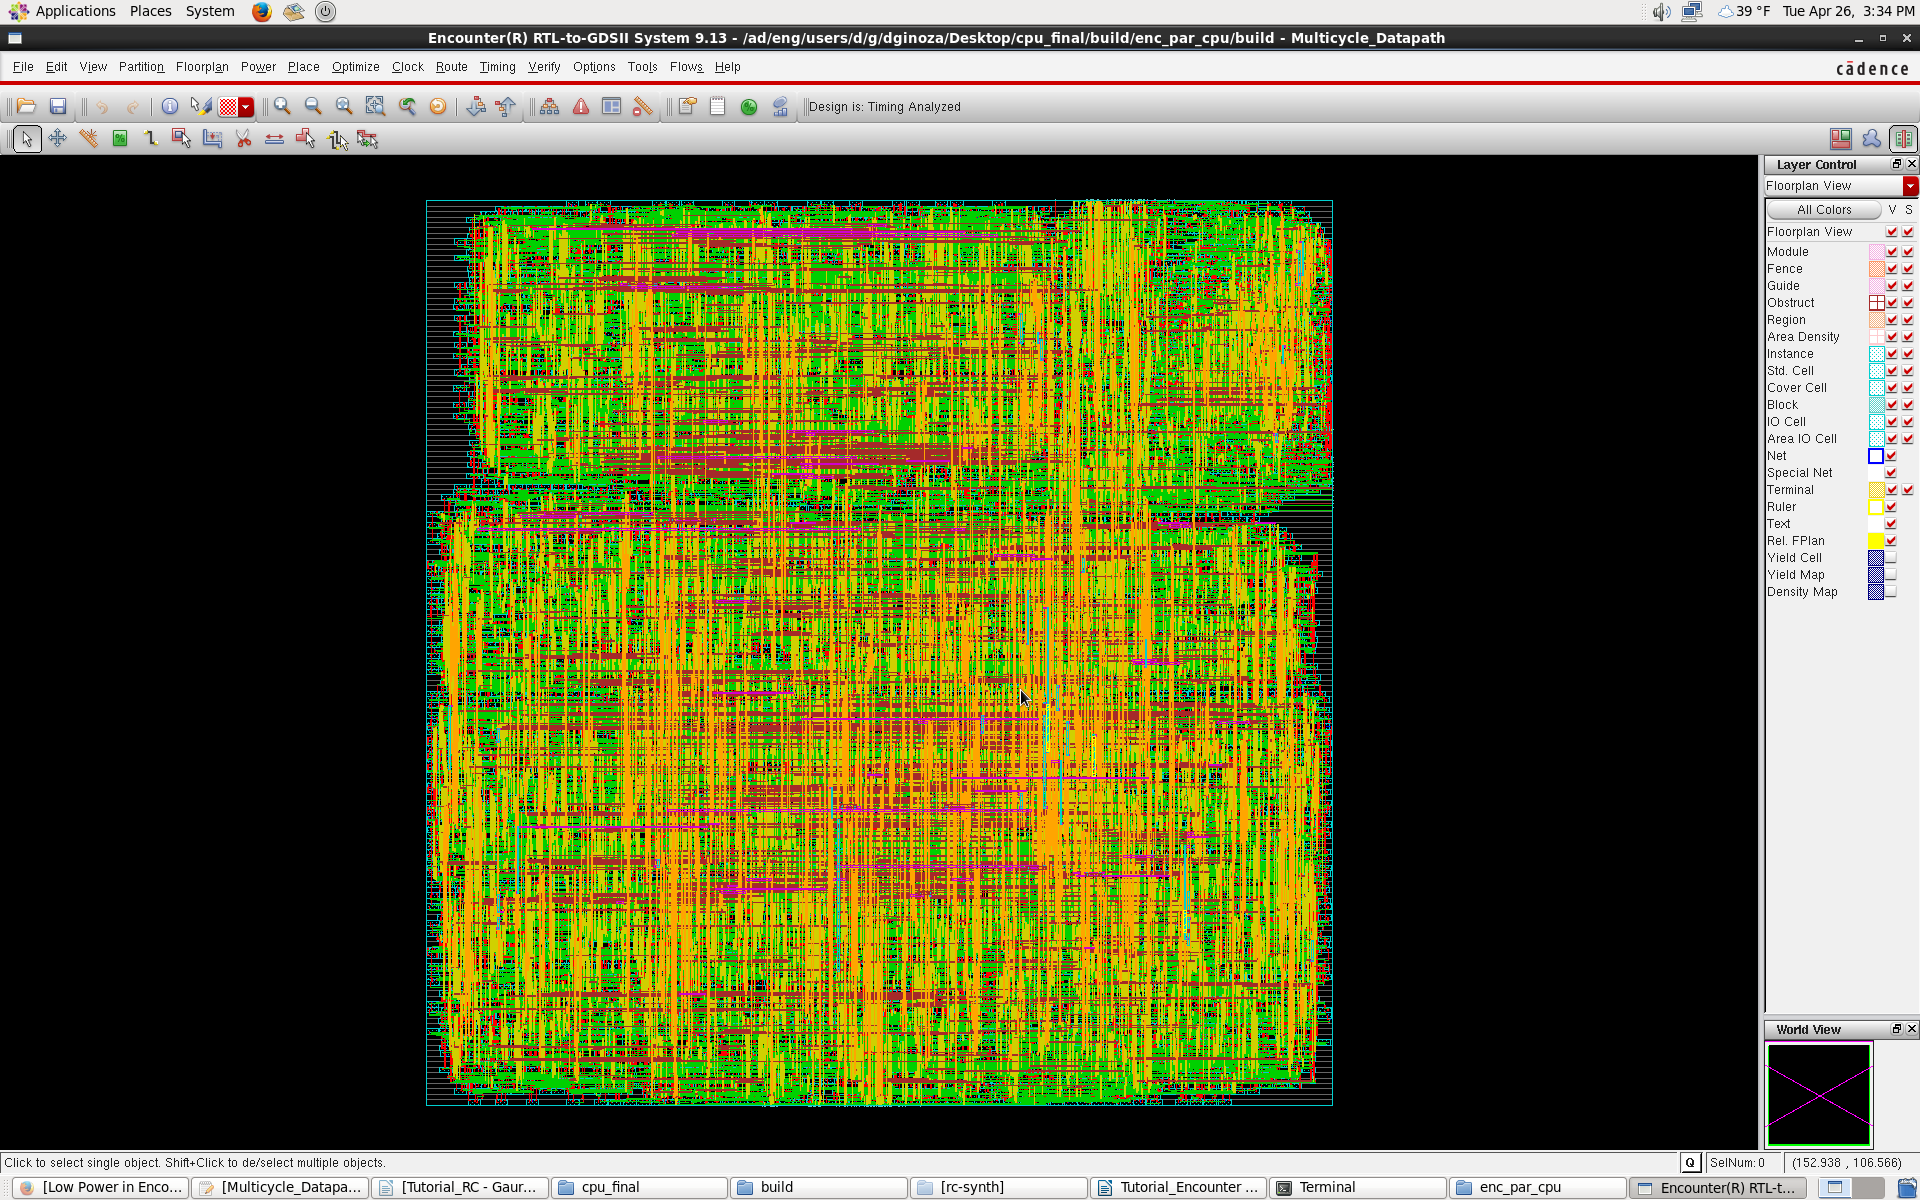 Applications Places System 39 °F Tue Apr 26, 3:34 PM
Encounter(R) RTL-to-GDSII System 9.13 - /ad/eng/users/d/g/dginoza/Desktop/cpu_final/build/enc_par_cpu/build - Multicycle_Datapath
File Edit View Partition Floorplan Power Place Optimize Clock Route Timing Verify Options Tools Flows Help cādence
Design is: Timing Analyzed
Layer Control
Floorplan View
All Colors V S
Floorplan View
Module
Fence
Guide
Obstruct
Region
Area Density
Instance
Std. Cell
Cover Cell
Block
IO Cell
Area IO Cell
Net
Special Net
Terminal
Ruler
Text
Rel. FPlan
Yield Cell
Yield Map
Density Map
World View
Click to select single object. Shift+Click to de/select multiple objects. Q SelNum: 0 (152.938 , 106.566)
[Low Power in Enco... [Multicycle_Datapa... [Tutorial_RC - Gaur... cpu_final build [rc-synth] Tutorial_Encounter ... Terminal enc_par_cpu Encounter(R) RTL-t...